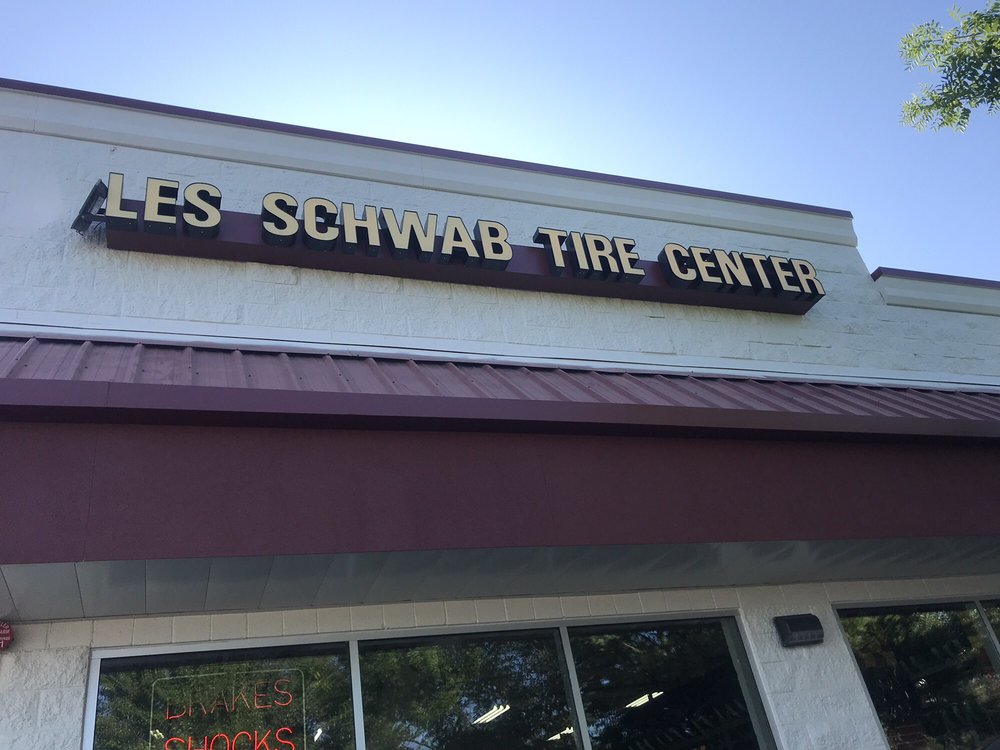 LES SCHWAB TIRE CENTER
BRAKES
SHOCKS